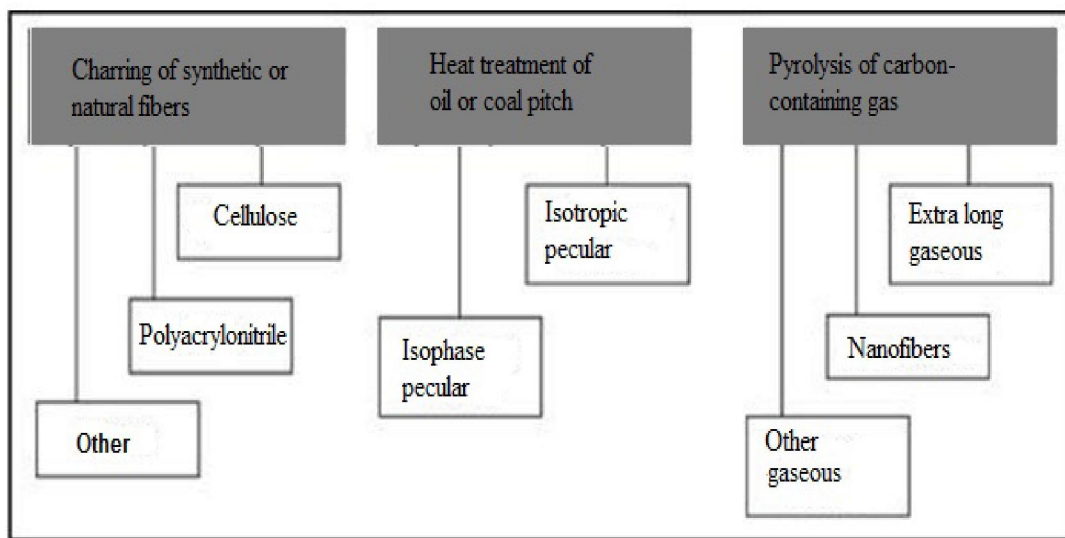 Charring of synthetic or
natural fibers
Cellulose
Polyacrylonitrile
Other
Heat treatment of
oil or coal pitch
Isotropic
pecular
Isophase
pecular
Pyrolysis of carbon-
containing gas
Extra long
gaseous
Nanofibers
Other
gaseous